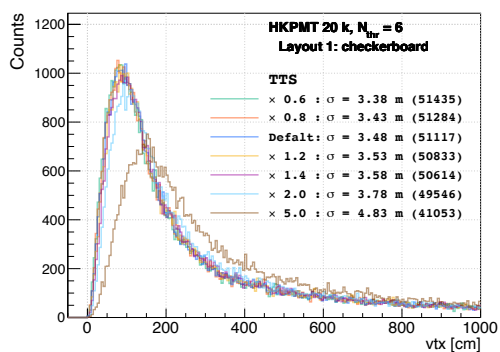 HKPMT 20 k, Nthr = 6
Layout 1: checkerboard
TTS
× 0.6 : σ = 3.38 m (51435)
× 0.8 : σ = 3.43 m (51284)
Defalt: σ = 3.48 m (51117)
× 1.2 : σ = 3.53 m (50833)
× 1.4 : σ = 3.58 m (50614)
× 2.0 : σ = 3.78 m (49546)
× 5.0 : σ = 4.83 m (41053)
Counts
1000
800
600
400
200
0
0 200 400 600 800 1000
vtx [cm]